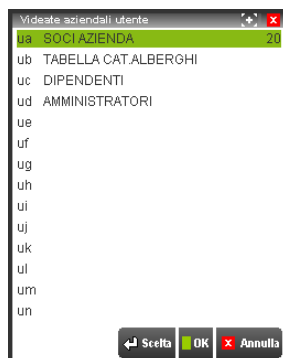 Videate aziendali utente
ua SOCI AZIENDA 20
ub TABELLA CAT.ALBERGHI
uc DIPENDENTI
ud AMMINISTRATORI
ue
uf
ug
uh
ui
uj
uk
ul
um
un
Scelta OK Annulla